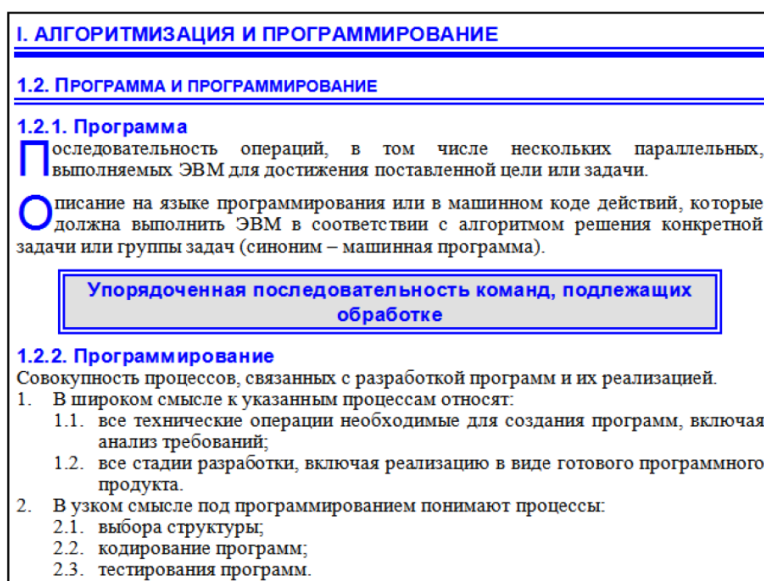 I. АЛГОРИТМИЗАЦИЯ И ПРОГРАММИРОВАНИЕ
1.2. ПРОГРАММА И ПРОГРАММИРОВАНИЕ
1.2.1. Программа
Последовательность операций, в том числе нескольких параллельных,
выполняемых ЭВМ для достижения поставленной цели или задачи.
Описание на языке программирования или в машинном коде действий, которые
должна выполнить ЭВМ в соответствии с алгоритмом решения конкретной
задачи или группы задач (синоним – машинная программа).
Упорядоченная последовательность команд, подлежащих
обработке
1.2.2. Программирование
Совокупность процессов, связанных с разработкой программ и их реализацией.
1. В широком смысле к указанным процессам относят:
1.1. все технические операции необходимые для создания программ, включая
анализ требований;
1.2. все стадии разработки, включая реализацию в виде готового программного
продукта.
2. В узком смысле под программированием понимают процессы:
2.1. выбора структуры;
2.2. кодирование программ;
2.3. тестирования программ.